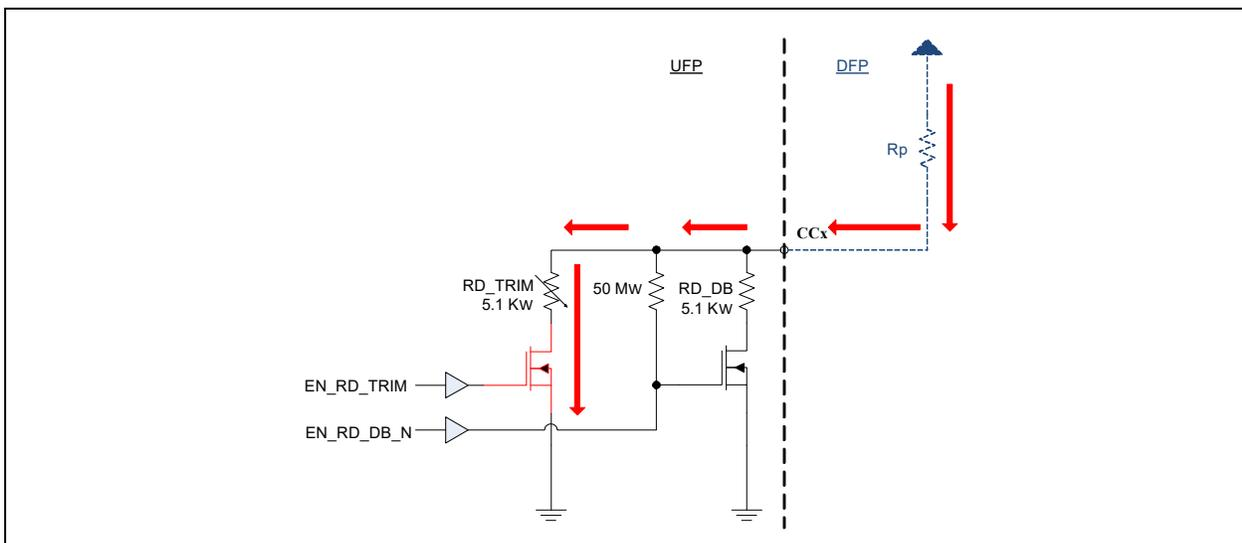 UFP
DFP
Rp
CCx
RD_TRIM
5.1 Kw
50 Mw
RD_DB
5.1 Kw
EN_RD_TRIM
EN_RD_DB_N